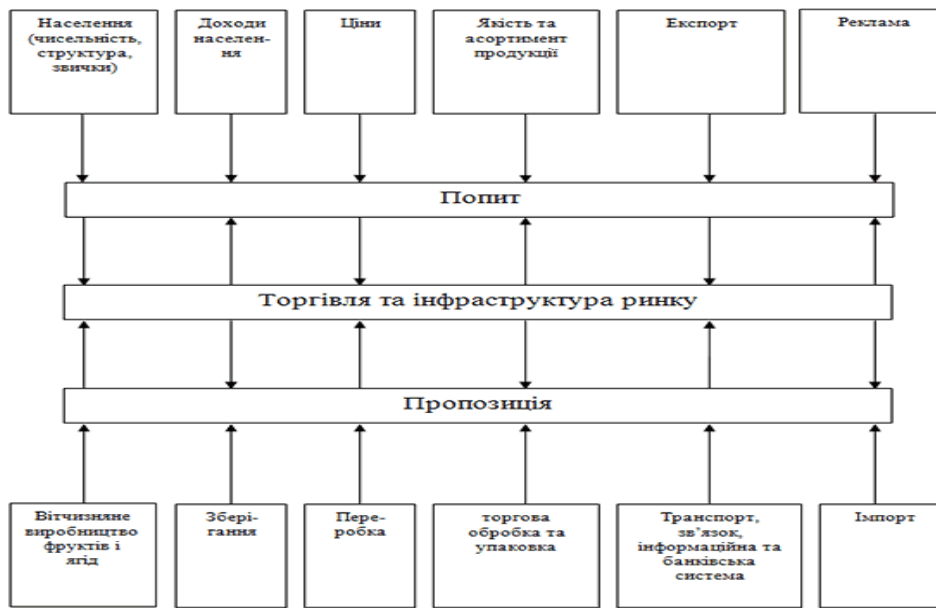 Населення
(чисельність,
структура,
звички)
Доходи
населен-
ня
Ціни
Якість та
асортимент
продукції
Експорт
Реклама
Попит
Торгівля та інфраструктура ринку
Пропозиція
Вітчизняне
виробництво
фруктів і
ягід
Збері-
гання
Пере-
робка
торгова
обробка та
упаковка
Транспорт,
зв’язок,
інформаційна та
банківська
система
Імпорт